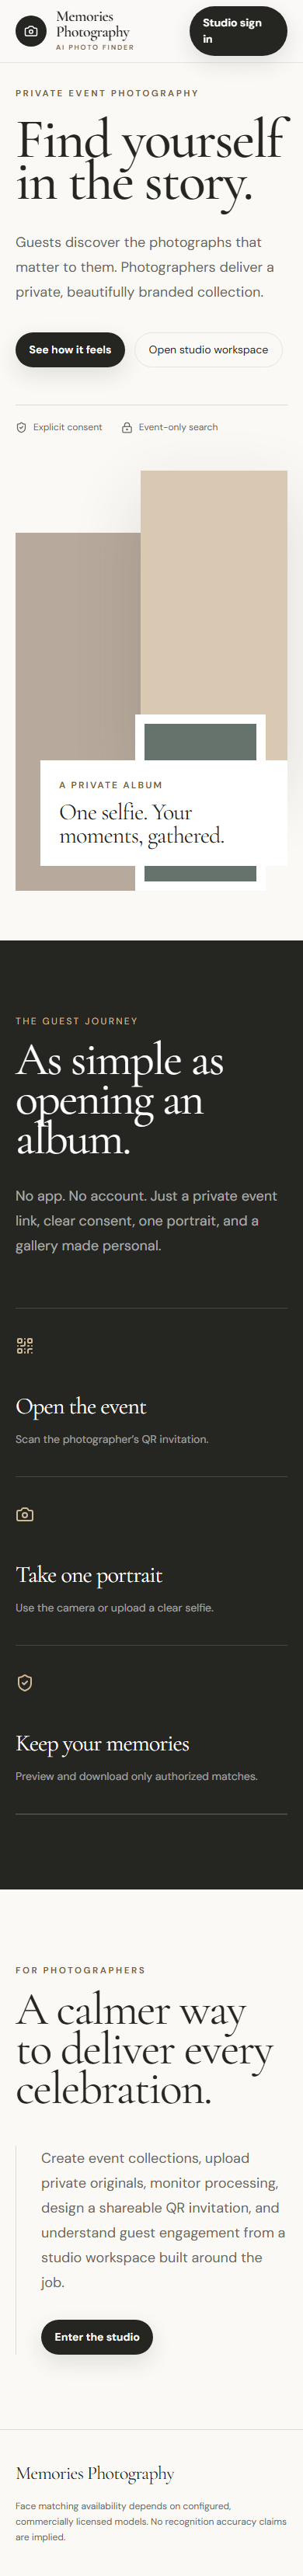 Memories
Photography
AI PHOTO FINDER
Studio sign
in
PRIVATE EVENT PHOTOGRAPHY
Find yourself
in the story.
Guests discover the photographs that
matter to them. Photographers deliver a
private, beautifully branded collection.
See how it feels
Open studio workspace
Explicit consent
Event-only search
A PRIVATE ALBUM
One selfie. Your
moments, gathered.
THE GUEST JOURNEY
As simple as
opening an
album.
No app. No account. Just a private event
link, clear consent, one portrait, and a
gallery made personal.
Open the event
Scan the photographer's QR invitation.
Take one portrait
Use the camera or upload a clear selfie.
Keep your memories
Preview and download only authorized matches.
FOR PHOTOGRAPHERS
A calmer way
to deliver every
celebration.
Create event collections, upload
private originals, monitor processing,
design a shareable QR invitation, and
understand guest engagement from a
studio workspace built around the
job.
Enter the studio
Memories Photography
Face matching availability depends on configured,
commercially licensed models. No recognition accuracy claims
are implied.